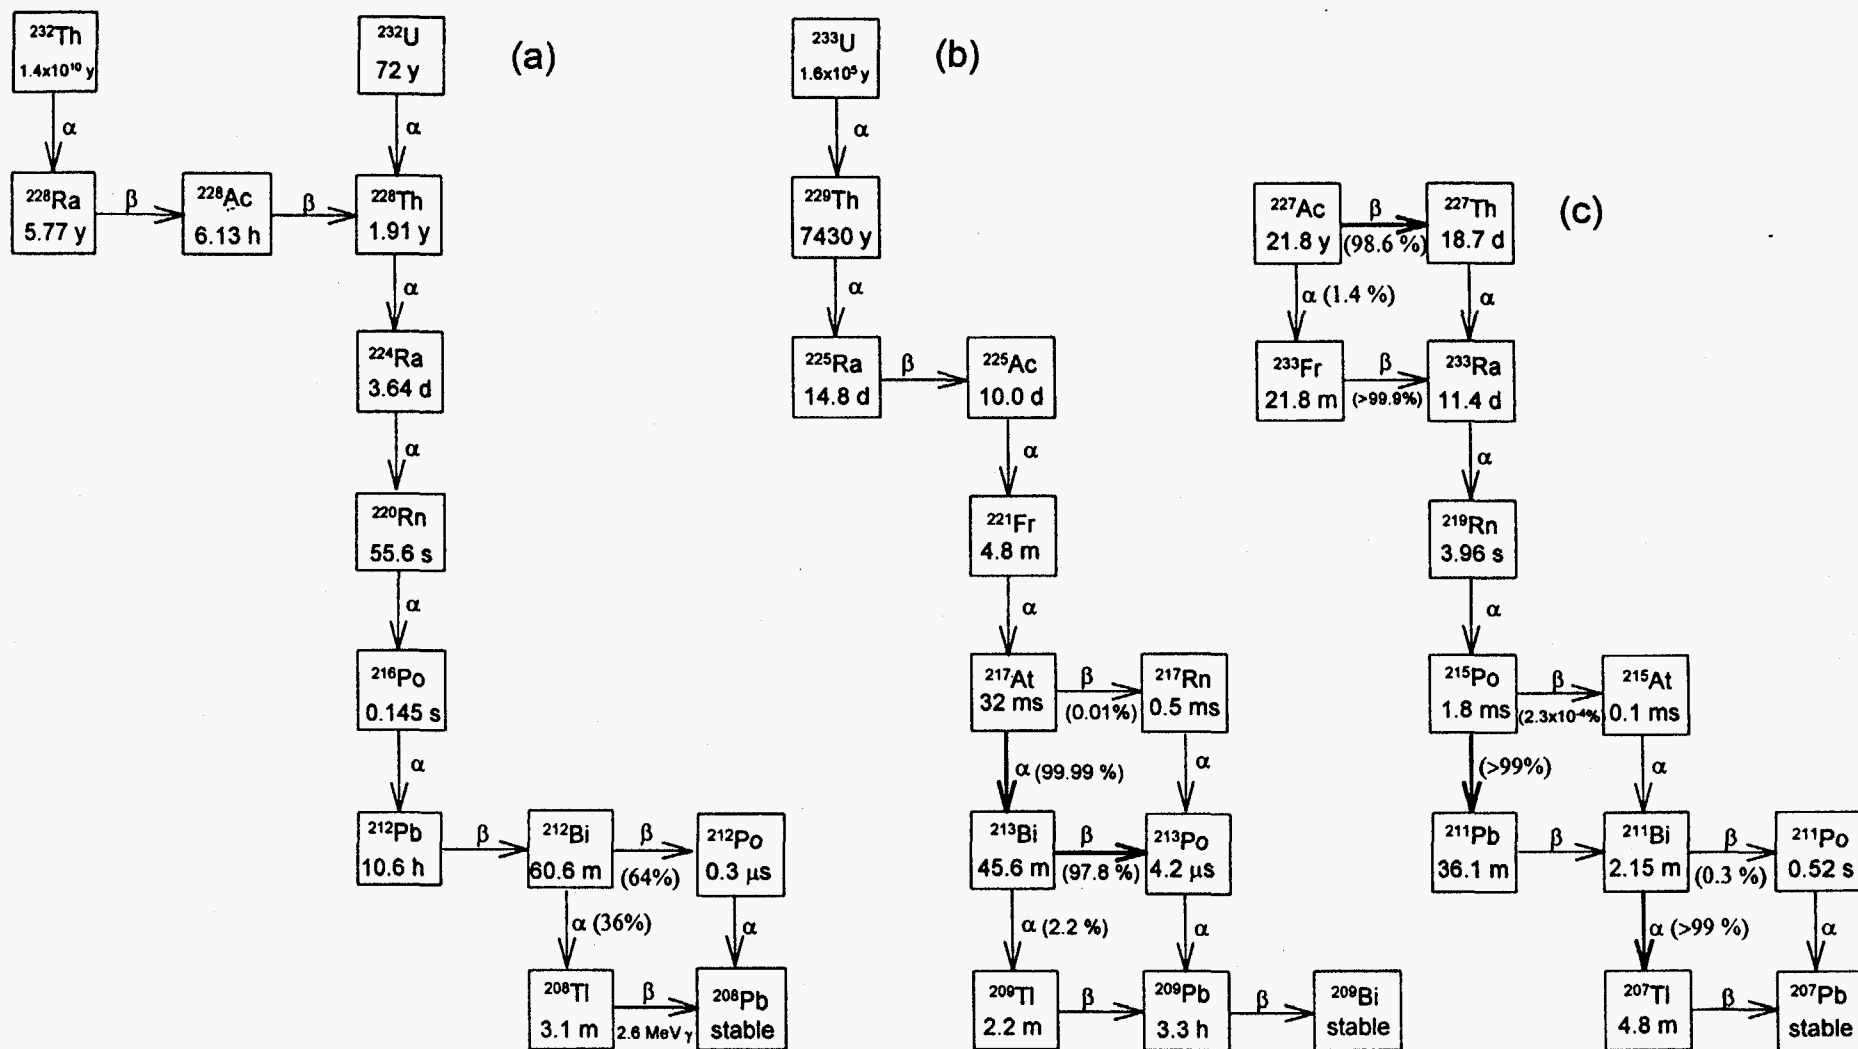 (a)
²³²Th
1.4x10¹⁰ y
α
²²⁸Ra
5.77 y
β
²²⁸Ac
6.13 h
β
²³²U
72 y
α
²²⁸Th
1.91 y
α
²²⁴Ra
3.64 d
α
²²⁰Rn
55.6 s
α
²¹⁶Po
0.145 s
α
²¹²Pb
10.6 h
β
²¹²Bi
60.6 m
β
(64%)
²¹²Po
0.3 µs
α (36%)
α
²⁰⁸Tl
3.1 m
β
2.6 MeV γ
²⁰⁸Pb
stable
(b)
²³³U
1.6x10⁵ y
α
²²⁹Th
7430 y
α
²²⁵Ra
14.8 d
β
²²⁵Ac
10.0 d
α
²²¹Fr
4.8 m
α
²¹⁷At
32 ms
β
(0.01%)
²¹⁷Rn
0.5 ms
α (99.99 %)
α
²¹³Bi
45.6 m
β
(97.8 %)
²¹³Po
4.2 µs
α (2.2 %)
α
²⁰⁹Tl
2.2 m
β
²⁰⁹Pb
3.3 h
β
²⁰⁹Bi
stable
(c)
²²⁷Ac
21.8 y
β
(98.6 %)
²²⁷Th
18.7 d
α (1.4 %)
α
²³³Fr
21.8 m
β
(>99.9%)
²³³Ra
11.4 d
α
²¹⁹Rn
3.96 s
α
²¹⁵Po
1.8 ms
β
(2.3x10⁻⁴%)
²¹⁵At
0.1 ms
(>99%)
α
²¹¹Pb
36.1 m
β
²¹¹Bi
2.15 m
β
(0.3 %)
²¹¹Po
0.52 s
α (>99 %)
α
²⁰⁷Tl
4.8 m
β
²⁰⁷Pb
stable